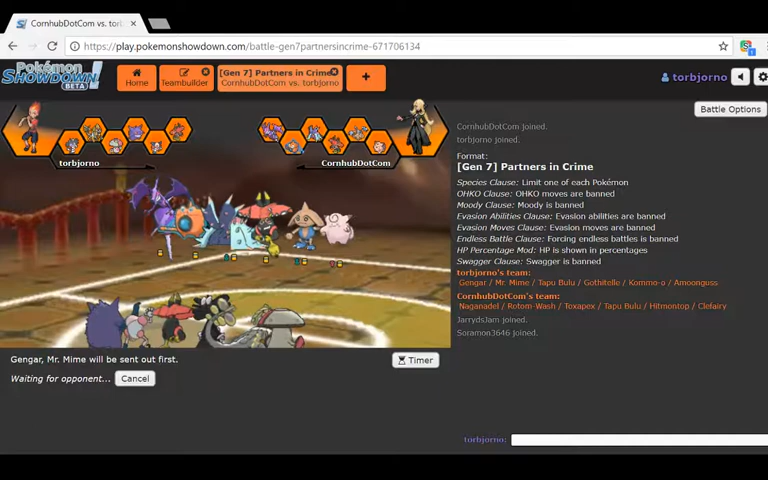 CornhubDotCom vs. torb
https://play.pokemonshowdown.com/battle-gen7partnersincrime-671706134
Pokémon
SHOWDOWN!
BETA
Home
Teambuilder
[Gen 7] Partners in Crime
CornhubDotCom vs. torbjorno
torbjorno
Battle Options
torbjorno
CornhubDotCom
CornhubDotCom joined.
torbjorno joined.
Format:
[Gen 7] Partners in Crime
Species Clause: Limit one of each Pokémon
OHKO Clause: OHKO moves are banned
Moody Clause: Moody is banned
Evasion Abilities Clause: Evasion abilities are banned
Evasion Moves Clause: Evasion moves are banned
Endless Battle Clause: Forcing endless battles is banned
HP Percentage Mod: HP is shown in percentages
Swagger Clause: Swagger is banned
torbjorno's team:
Gengar / Mr. Mime / Tapu Bulu / Gothitelle / Kommo-o / Amoonguss
CornhubDotCom's team:
Naganadel / Rotom-Wash / Toxapex / Tapu Bulu / Hitmontop / Clefairy
JarrydsJam joined.
Soramon3646 joined.
Gengar, Mr. Mime will be sent out first.
Timer
Waiting for opponent...
Cancel
torbjorno: